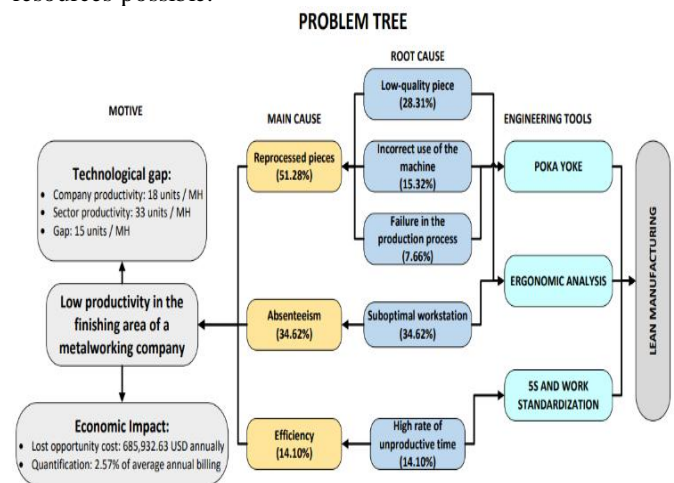 resources possible.
PROBLEM TREE
MOTIVE
Technological gap:
• Company productivity: 18 units / MH
• Sector productivity: 33 units / MH
• Gap: 15 units / MH
Low productivity in the
finishing area of a
metalworking company
Economic Impact:
• Lost opportunity cost: 685,932.63 USD annually
• Quantification: 2.57% of average annual billing
MAIN CAUSE
Reprocessed pieces
(51.28%)
Absenteeism
(34.62%)
Efficiency
(14.10%)
ROOT CAUSE
Low-quality piece
(28.31%)
Incorrect use of the
machine
(15.32%)
Failure in the
production process
(7.66%)
Suboptimal workstation
(34.62%)
High rate of
unproductive time
(14.10%)
ENGINEERING TOOLS
POKA YOKE
ERGONOMIC ANALYSIS
5S AND WORK
STANDARDIZATION
LEAN MANUFACTURING